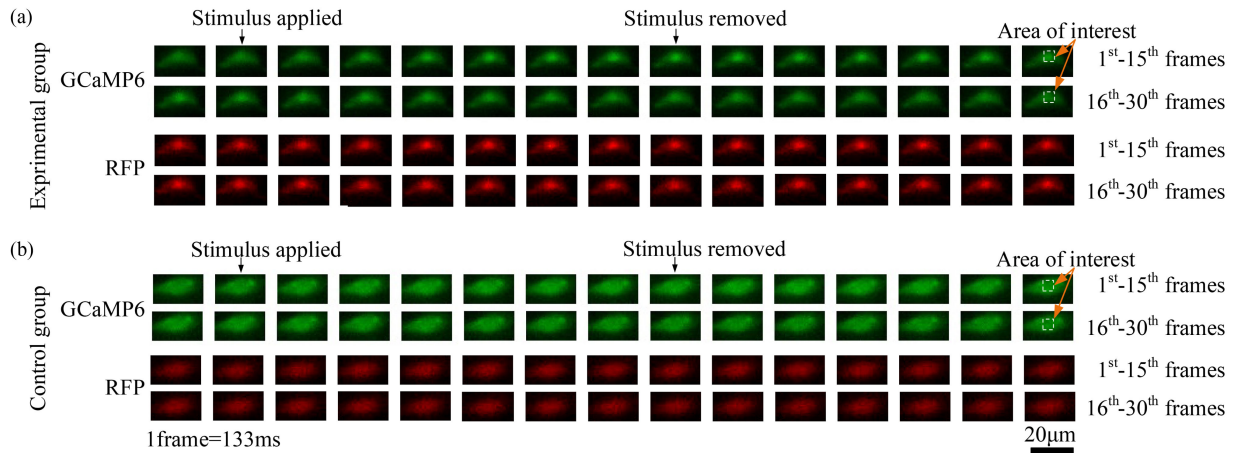 (a)
Stimulus applied
Stimulus removed
Area of interest
Exprimental group
GCaMP6
1st-15th frames
16th-30th frames
RFP
1st-15th frames
16th-30th frames
(b)
Stimulus applied
Stimulus removed
Area of interest
Control group
GCaMP6
1st-15th frames
16th-30th frames
RFP
1st-15th frames
16th-30th frames
1frame=133ms
20μm